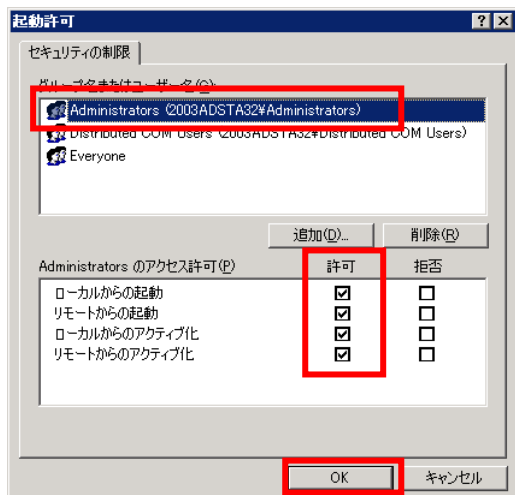 起動許可
セキュリティの制限
グループ名またはユーザー名(G):
Administrators (2003ADSTA32¥Administrators)
Distributed COM Users (2003ADSTA32¥Distributed COM Users)
Everyone
追加(D)... 削除(R)
Administrators のアクセス許可(P) 許可 拒否
ローカルからの起動
リモートからの起動
ローカルからのアクティブ化
リモートからのアクティブ化
OK キャンセル